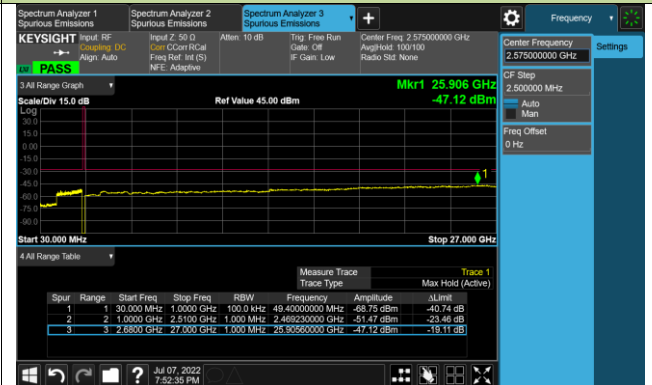 Spectrum Analyzer 1
Spurious Emissions
Spectrum Analyzer 2
Spurious Emissions
Spectrum Analyzer 3
Spurious Emissions
Frequency
KEYSIGHT
Input: RF
Coupling: DC
Align: Auto
Input Z: 50 Ω
Corr CCorr RCal
Freq Ref: Int (S)
NFE: Adaptive
Atten: 10 dB
Trig: Free Run
Gate: Off
IF Gain: Low
Center Freq: 2.575000000 GHz
Avg|Hold: 100/100
Radio Std: None
PASS
Center Frequency
2.575000000 GHz
Settings
CF Step
2.500000 MHz
Auto
Man
Freq Offset
0 Hz
3 All Range Graph
Mkr1 25.906 GHz
Scale/Div 15.0 dB
Ref Value 45.00 dBm
-47.12 dBm
Log
30.0
15.0
0.00
-15.0
-30.0
-45.0
-60.0
-75.0
-90.0
1
Start 30.000 MHz
Stop 27.000 GHz
4 All Range Table
Measure Trace Trace 1
Trace Type Max Hold (Active)
Spur Range Start Freq Stop Freq RBW Frequency Amplitude ΔLimit
1 1 30.000 MHz 1.0000 GHz 100.0 kHz 49.40000000 MHz -68.75 dBm -40.74 dB
2 2 1.0000 GHz 2.5100 GHz 1.000 MHz 2.469230000 GHz -51.47 dBm -23.46 dB
3 3 2.6800 GHz 27.000 GHz 1.000 MHz 25.90560000 GHz -47.12 dBm -19.11 dB
?
Jul 07, 2022
7:52:35 PM